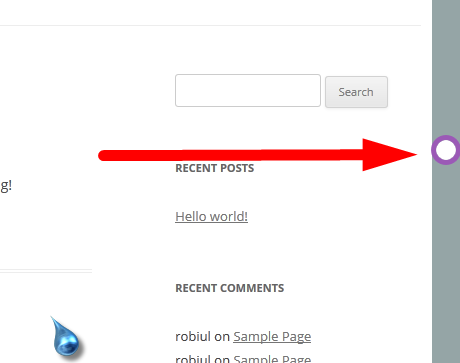 Search
RECENT POSTS
g!
Hello world!
RECENT COMMENTS
robiul on Sample Page
robiul on Sample Page